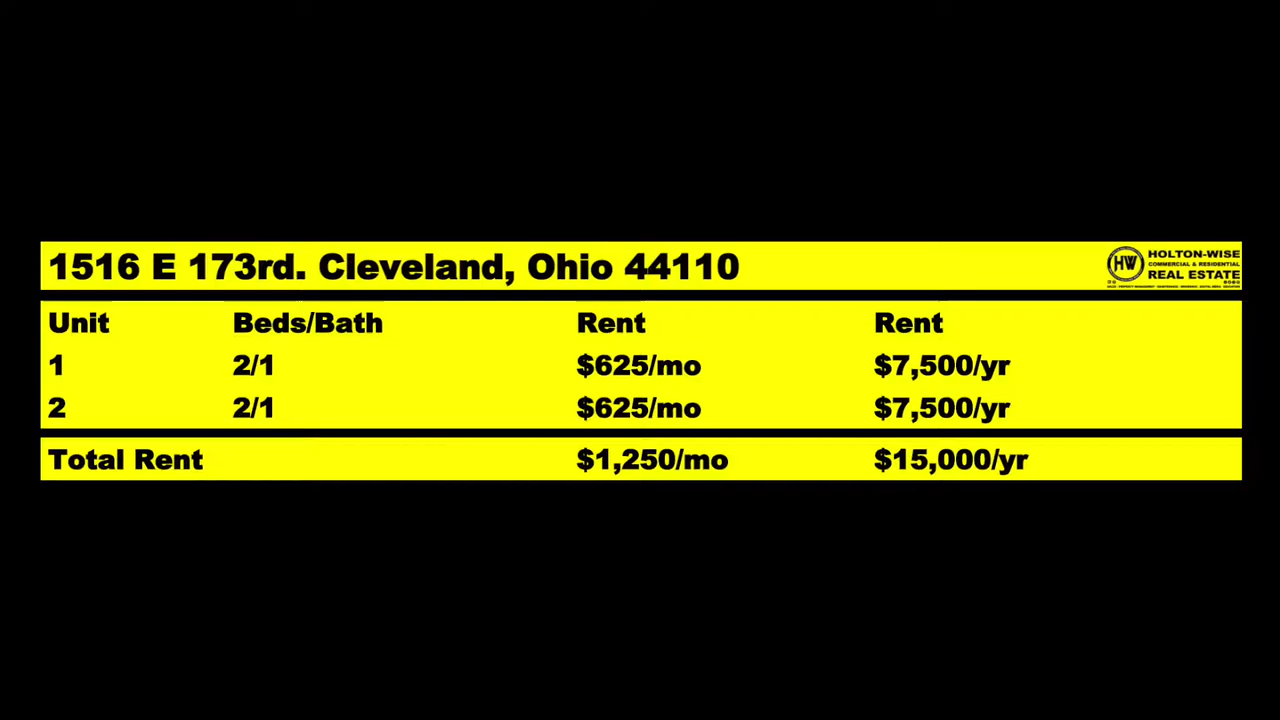 1516 E 173rd. Cleveland, Ohio 44110
HW
HOLTON-WISE
COMMERCIAL & RESIDENTIAL
REAL ESTATE
Unit Beds/Bath Rent Rent
1 2/1 $625/mo $7,500/yr
2 2/1 $625/mo $7,500/yr
Total Rent $1,250/mo $15,000/yr